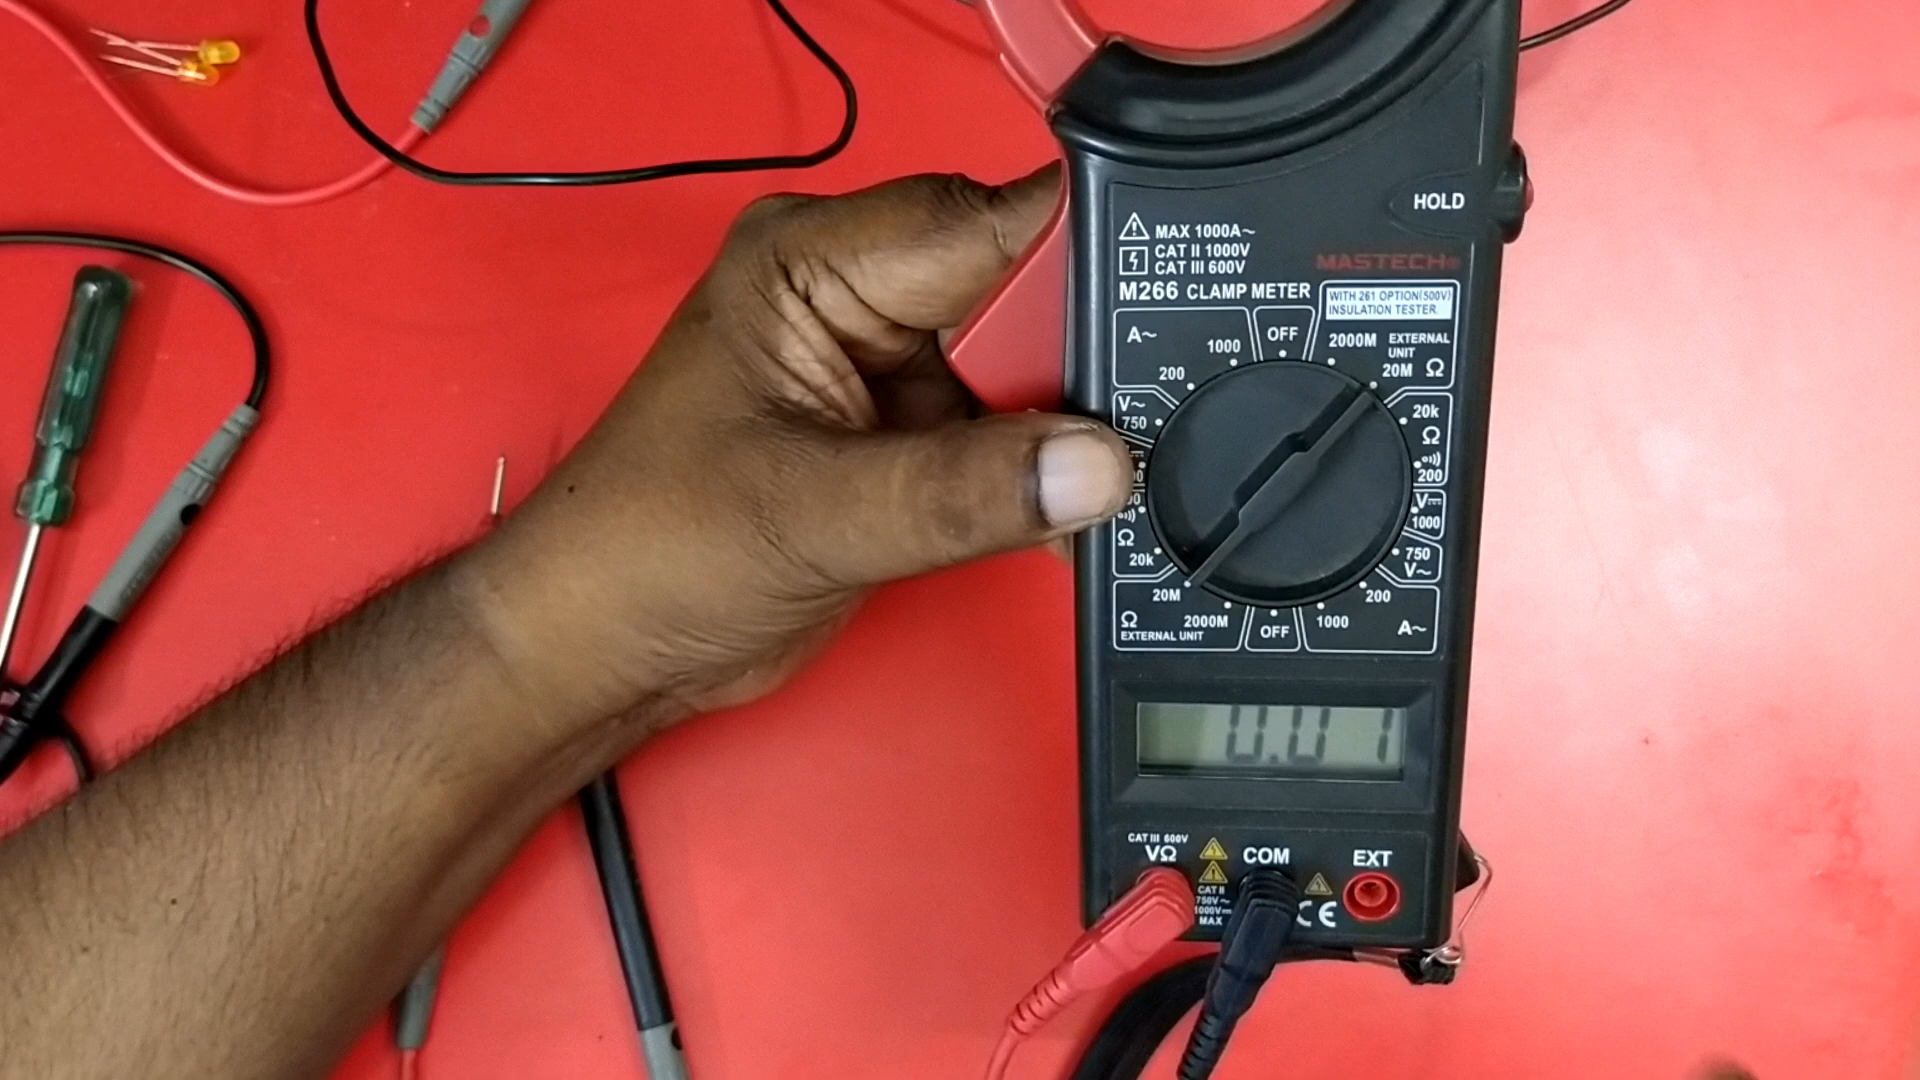 HOLD
MAX 1000A~
CAT II 1000V
CAT III 600V
MASTECH®
M266 CLAMP METER
WITH 261 OPTION(500V)
INSULATION TESTER.
A~
1000
OFF
2000M
EXTERNAL
UNIT
200
20M Ω
V~
750
20k
Ω
200
V⎓
1000
Ω
20k
750
V~
20M
200
Ω
2000M
OFF
1000
A~
EXTERNAL UNIT
0.01
CAT III 600V
VΩ
COM
EXT
CAT II
750V~
1000V⎓
MAX
CE